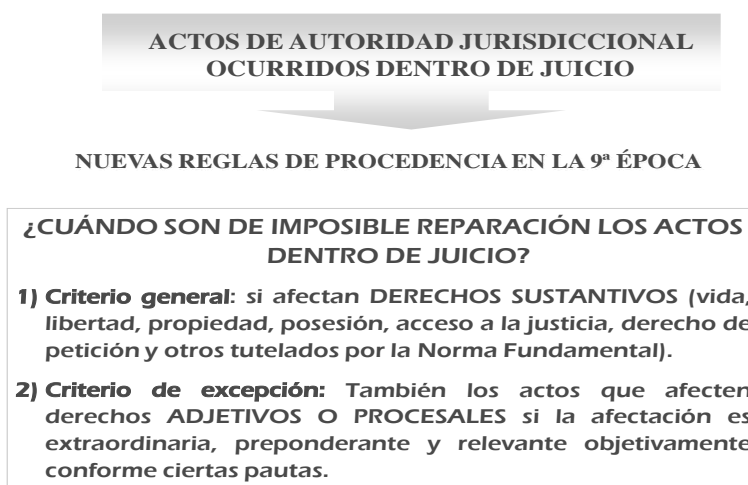 ACTOS DE AUTORIDAD JURISDICCIONAL
OCURRIDOS DENTRO DE JUICIO
NUEVAS REGLAS DE PROCEDENCIA EN LA 9ª ÉPOCA
¿CUÁNDO SON DE IMPOSIBLE REPARACIÓN LOS ACTOS
DENTRO DE JUICIO?
1) Criterio general: si afectan DERECHOS SUSTANTIVOS (vida,
libertad, propiedad, posesión, acceso a la justicia, derecho de
petición y otros tutelados por la Norma Fundamental).
2) Criterio de excepción: También los actos que afecten
derechos ADJETIVOS O PROCESALES si la afectación es
extraordinaria, preponderante y relevante objetivamente
conforme ciertas pautas.